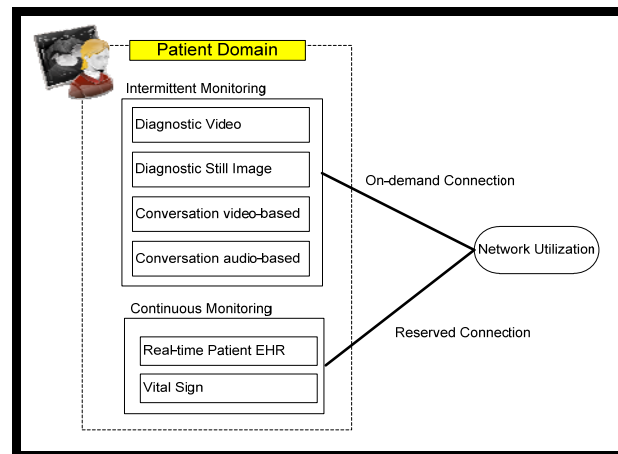 Patient Domain
Intermittent Monitoring
Diagnostic Video
Diagnostic Still Image
Conversation video-based
Conversation audio-based
On-demand Connection
Network Utilization
Continuous Monitoring
Real-time Patient EHR
Vital Sign
Reserved Connection